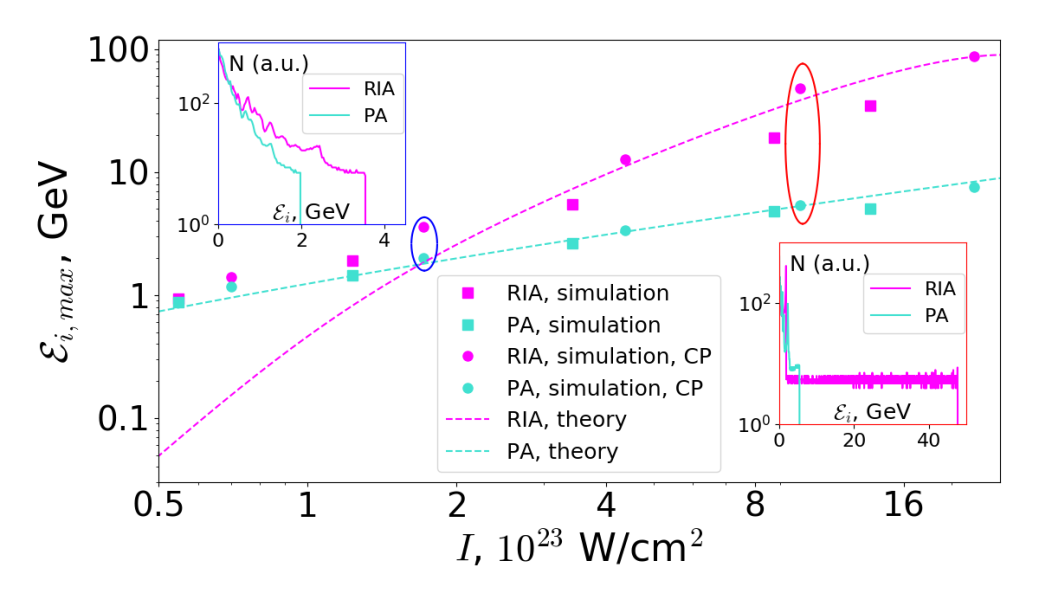 100
10
1
0.1
ℰ_{i, max}, GeV
0.5
1
2
4
8
16
I, 10^{23} W/cm^2
N (a.u.)
RIA
PA
10^2
10^0
ℰ_i, GeV
0
2
4
RIA, simulation
PA, simulation
RIA, simulation, CP
PA, simulation, CP
RIA, theory
PA, theory
N (a.u.)
RIA
PA
10^2
10^0
ℰ_i, GeV
0
20
40